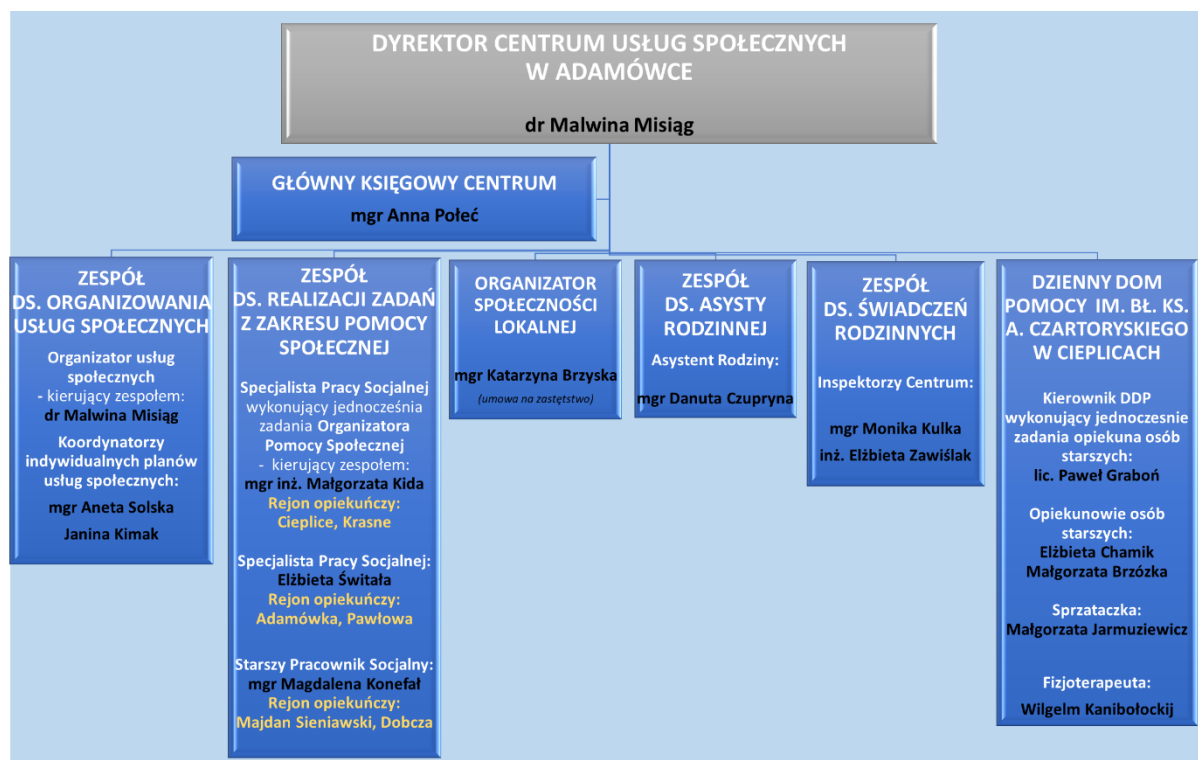 DYREKTOR CENTRUM USŁUG SPOŁECZNYCH
W ADAMÓWCE
dr Malwina Misiąg
GŁÓWNY KSIĘGOWY CENTRUM
mgr Anna Połeć
ZESPÓŁ
DS. ORGANIZOWANIA
USŁUG SPOŁECZNYCH
Organizator usług
społecznych
- kierujący zespołem:
dr Malwina Misiąg
Koordynatorzy
indywidualnych planów
usług społecznych:
mgr Aneta Solska
Janina Kimak
ZESPÓŁ
DS. REALIZACJI ZADAŃ
Z ZAKRESU POMOCY
SPOŁECZNEJ
Specjalista Pracy Socjalnej
wykonujący jednocześnia
zadania Organizatora
Pomocy Społecznej
- kierujący zespołem:
mgr inż. Małgorzata Kida
Rejon opiekuńczy:
Cieplice, Krasne
Specjalista Pracy Socjalnej:
Elżbieta Świtała
Rejon opiekuńczy:
Adamówka, Pawłowa
Starszy Pracownik Socjalny:
mgr Magdalena Konefał
Rejon opiekuńczy:
Majdan Sieniawski, Dobcza
ORGANIZATOR
SPOŁECZNOŚCI
LOKALNEJ
mgr Katarzyna Brzyska
(umowa na zastętstwo)
ZESPÓŁ
DS. ASYSTY
RODZINNEJ
Asystent Rodziny:
mgr Danuta Czupryna
ZESPÓŁ
DS. ŚWIADCZEŃ
RODZINNYCH
Inspektorzy Centrum:
mgr Monika Kulka
inż. Elżbieta Zawiślak
DZIENNY DOM
POMOCY IM. BŁ. KS.
A. CZARTORYSKIEGO
W CIEPLICACH
Kierownik DDP
wykonujący jednoczesnie
zadania opiekuna osób
starszych:
lic. Paweł Graboń
Opiekunowie osób
starszych:
Elżbieta Chamik
Małgorzata Brzózka
Sprzataczka:
Małgorzata Jarmuziewicz
Fizjoterapeuta:
Wilgelm Kanibołockij